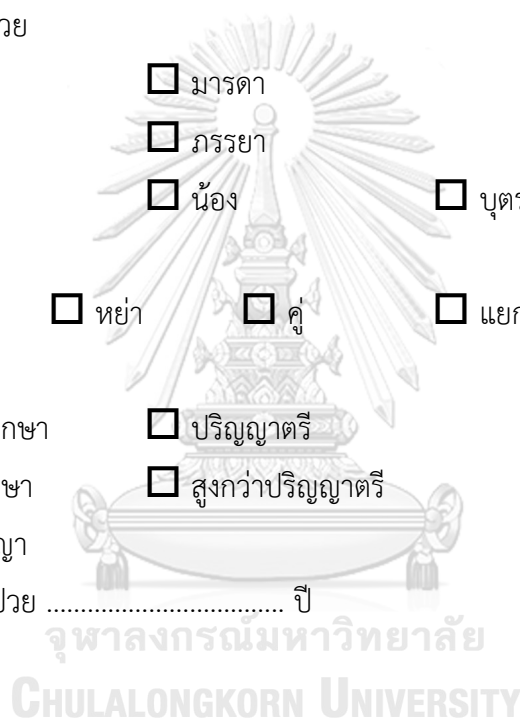 วย
☐ มารดา
☐ ภรรยา
☐ น้อง ☐ บุตร
☐ หย่า ☐ คู่ ☐ แยก
กษา ☐ ปริญญาตรี
ษา ☐ สูงกว่าปริญญาตรี
ญา
ป่วย ................................... ปี
จุฬาลงกรณ์มหาวิทยาลัย
CHULALONGKORN UNIVERSITY